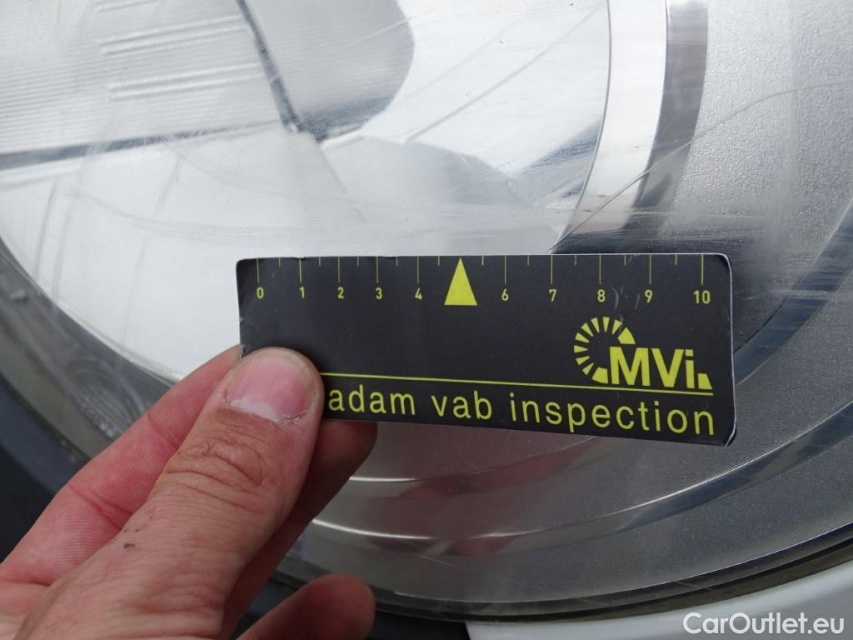 0 1 2 3 4 6 7 8 9 10
MVi
adam vab inspection
CarOutlet.eu